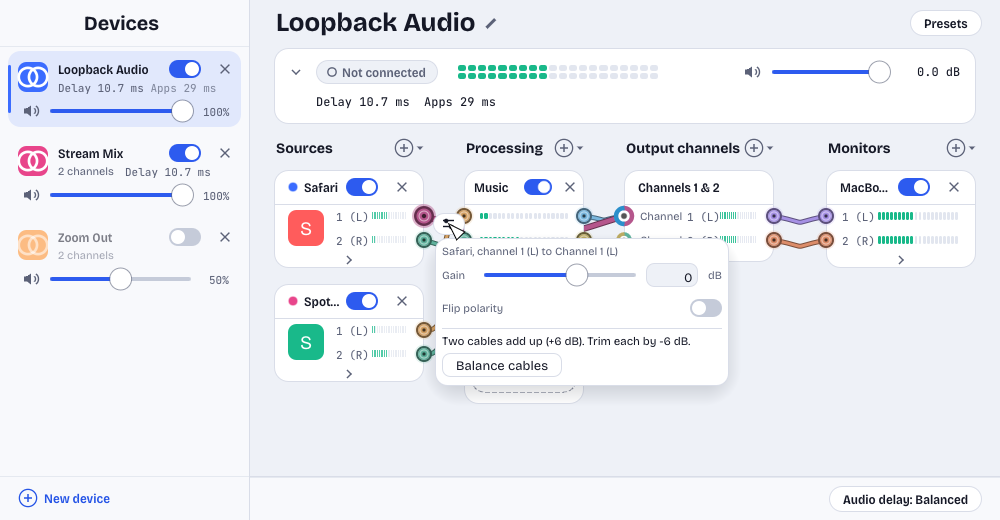 Devices
Loopback Audio
Delay 10.7 ms Apps 29 ms
100%
Stream Mix
2 channels Delay 10.7 ms
100%
Zoom Out
2 channels
50%
New device
Loopback Audio
Presets
Not connected
0.0 dB
Delay 10.7 ms Apps 29 ms
Sources
Processing
Output channels
Monitors
Safari
S
1 (L)
2 (R)
Music
Channels 1 & 2
Channel 1 (L)
MacBo...
1 (L)
2 (R)
Spot...
S
1 (L)
2 (R)
Safari, channel 1 (L) to Channel 1 (L)
Gain
0
dB
Flip polarity
Two cables add up (+6 dB). Trim each by -6 dB.
Balance cables
Audio delay: Balanced